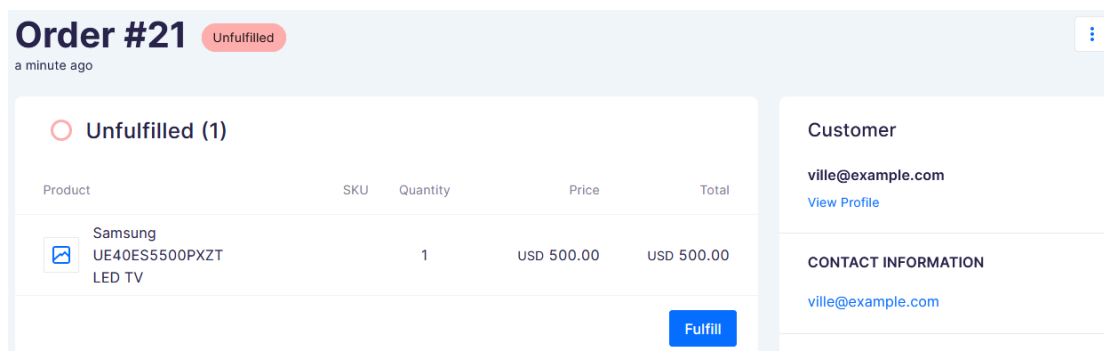 Order #21 Unfulfilled
a minute ago
Unfulfilled (1)
Product SKU Quantity Price Total
Samsung
UE40ES5500PXZT
LED TV
1 USD 500.00 USD 500.00
Fulfill
Customer
ville@example.com
View Profile
CONTACT INFORMATION
ville@example.com